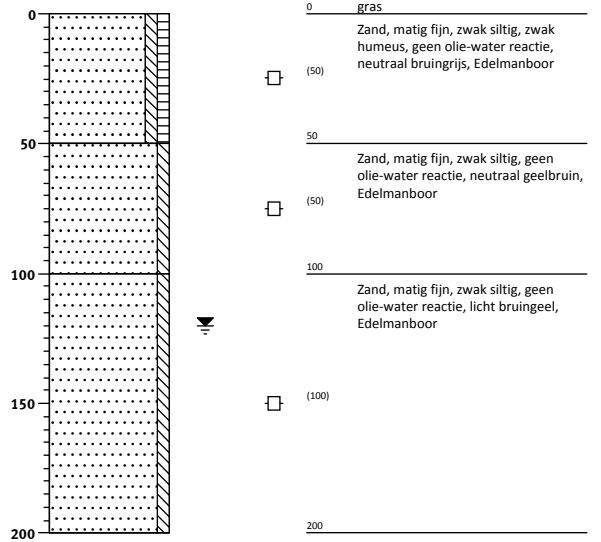 0
0
gras
Zand, matig fijn, zwak siltig, zwak
humeus, geen olie-water reactie,
neutraal bruingrijs, Edelmanboor
(50)
50
50
Zand, matig fijn, zwak siltig, geen
olie-water reactie, neutraal geelbruin,
Edelmanboor
(50)
100
100
Zand, matig fijn, zwak siltig, geen
olie-water reactie, licht bruingeel,
Edelmanboor
150
(100)
200
200